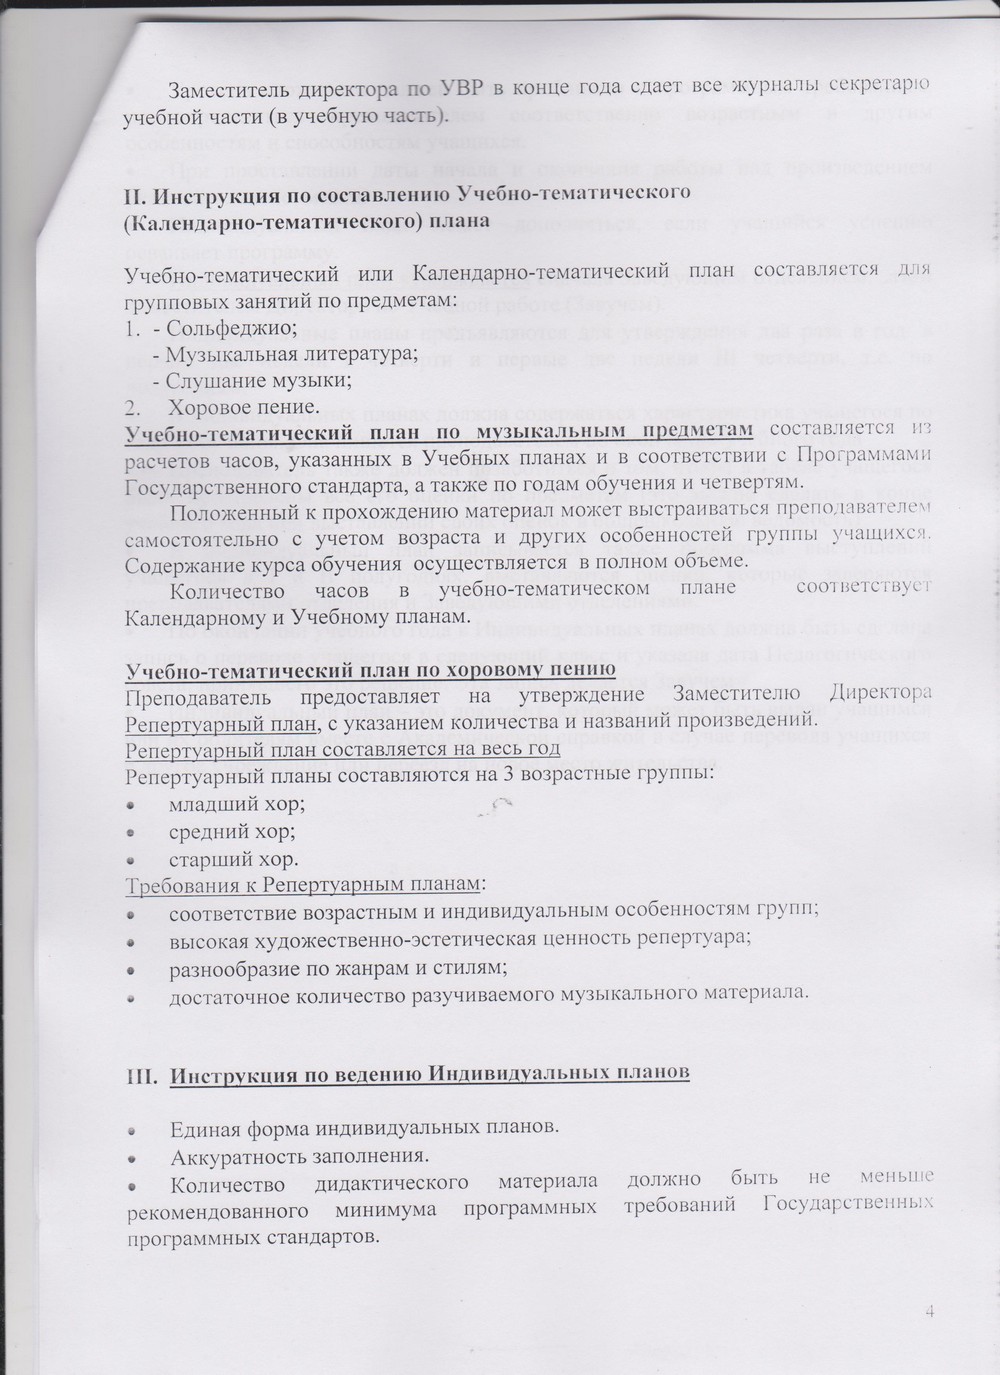 Заместитель директора по УВР в конце года сдает все журналы секретарю
учебной части (в учебную часть).
II. Инструкция по составлению Учебно-тематического
(Календарно-тематического) плана
Учебно-тематический или Календарно-тематический план составляется для
групповых занятий по предметам:
1. - Сольфеджио;
- Музыкальная литература;
- Слушание музыки;
2. Хоровое пение.
Учебно-тематический план по музыкальным предметам составляется из
расчетов часов, указанных в Учебных планах и в соответствии с Программами
Государственного стандарта, а также по годам обучения и четвертям.
Положенный к прохождению материал может выстраиваться преподавателем
самостоятельно с учетом возраста и других особенностей группы учащихся.
Содержание курса обучения осуществляется в полном объеме.
Количество часов в учебно-тематическом плане соответствует
Календарному и Учебному планам.
Учебно-тематический план по хоровому пению
Преподаватель предоставляет на утверждение Заместителю Директора
Репертуарный план, с указанием количества и названий произведений.
Репертуарный план составляется на весь год
Репертуарные планы составляются на 3 возрастные группы:
• младший хор;
• средний хор;
• старший хор.
Требования к Репертуарным планам:
• соответствие возрастным и индивидуальным особенностям групп;
• высокая художественно-эстетическая ценность репертуара;
• разнообразие по жанрам и стилям;
• достаточное количество разучиваемого музыкального материала.
III. Инструкция по ведению Индивидуальных планов
• Единая форма индивидуальных планов.
• Аккуратность заполнения.
• Количество дидактического материала должно быть не меньше
рекомендованного минимума программных требований Государственных
программных стандартов.
4